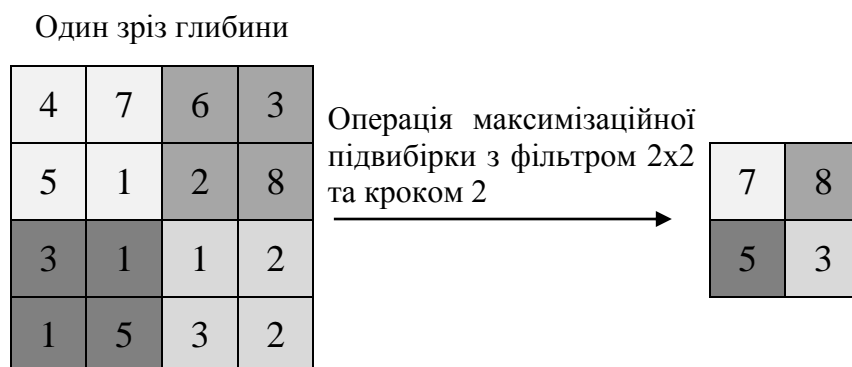 Один зріз глибини
4 7 6 3
5 1 2 8
3 1 1 2
1 5 3 2
Операція максимізаційної
підвибірки з фільтром 2x2
та кроком 2
7 8
5 3